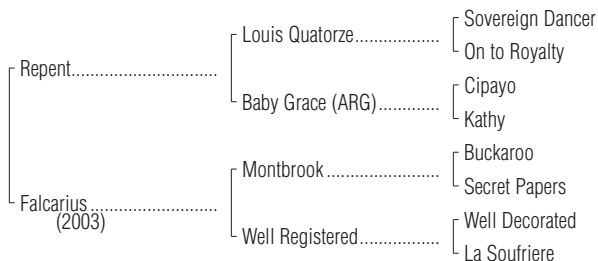 Sovereign Dancer
Louis Quatorze....................
On to Royalty
Repent..................................
Cipayo
Baby Grace (ARG)..............
Kathy
Buckaroo
Montbrook ..........................
Secret Papers
Falcarius ..............................
(2003)
Well Decorated
Well Registered...................
La Soufriere